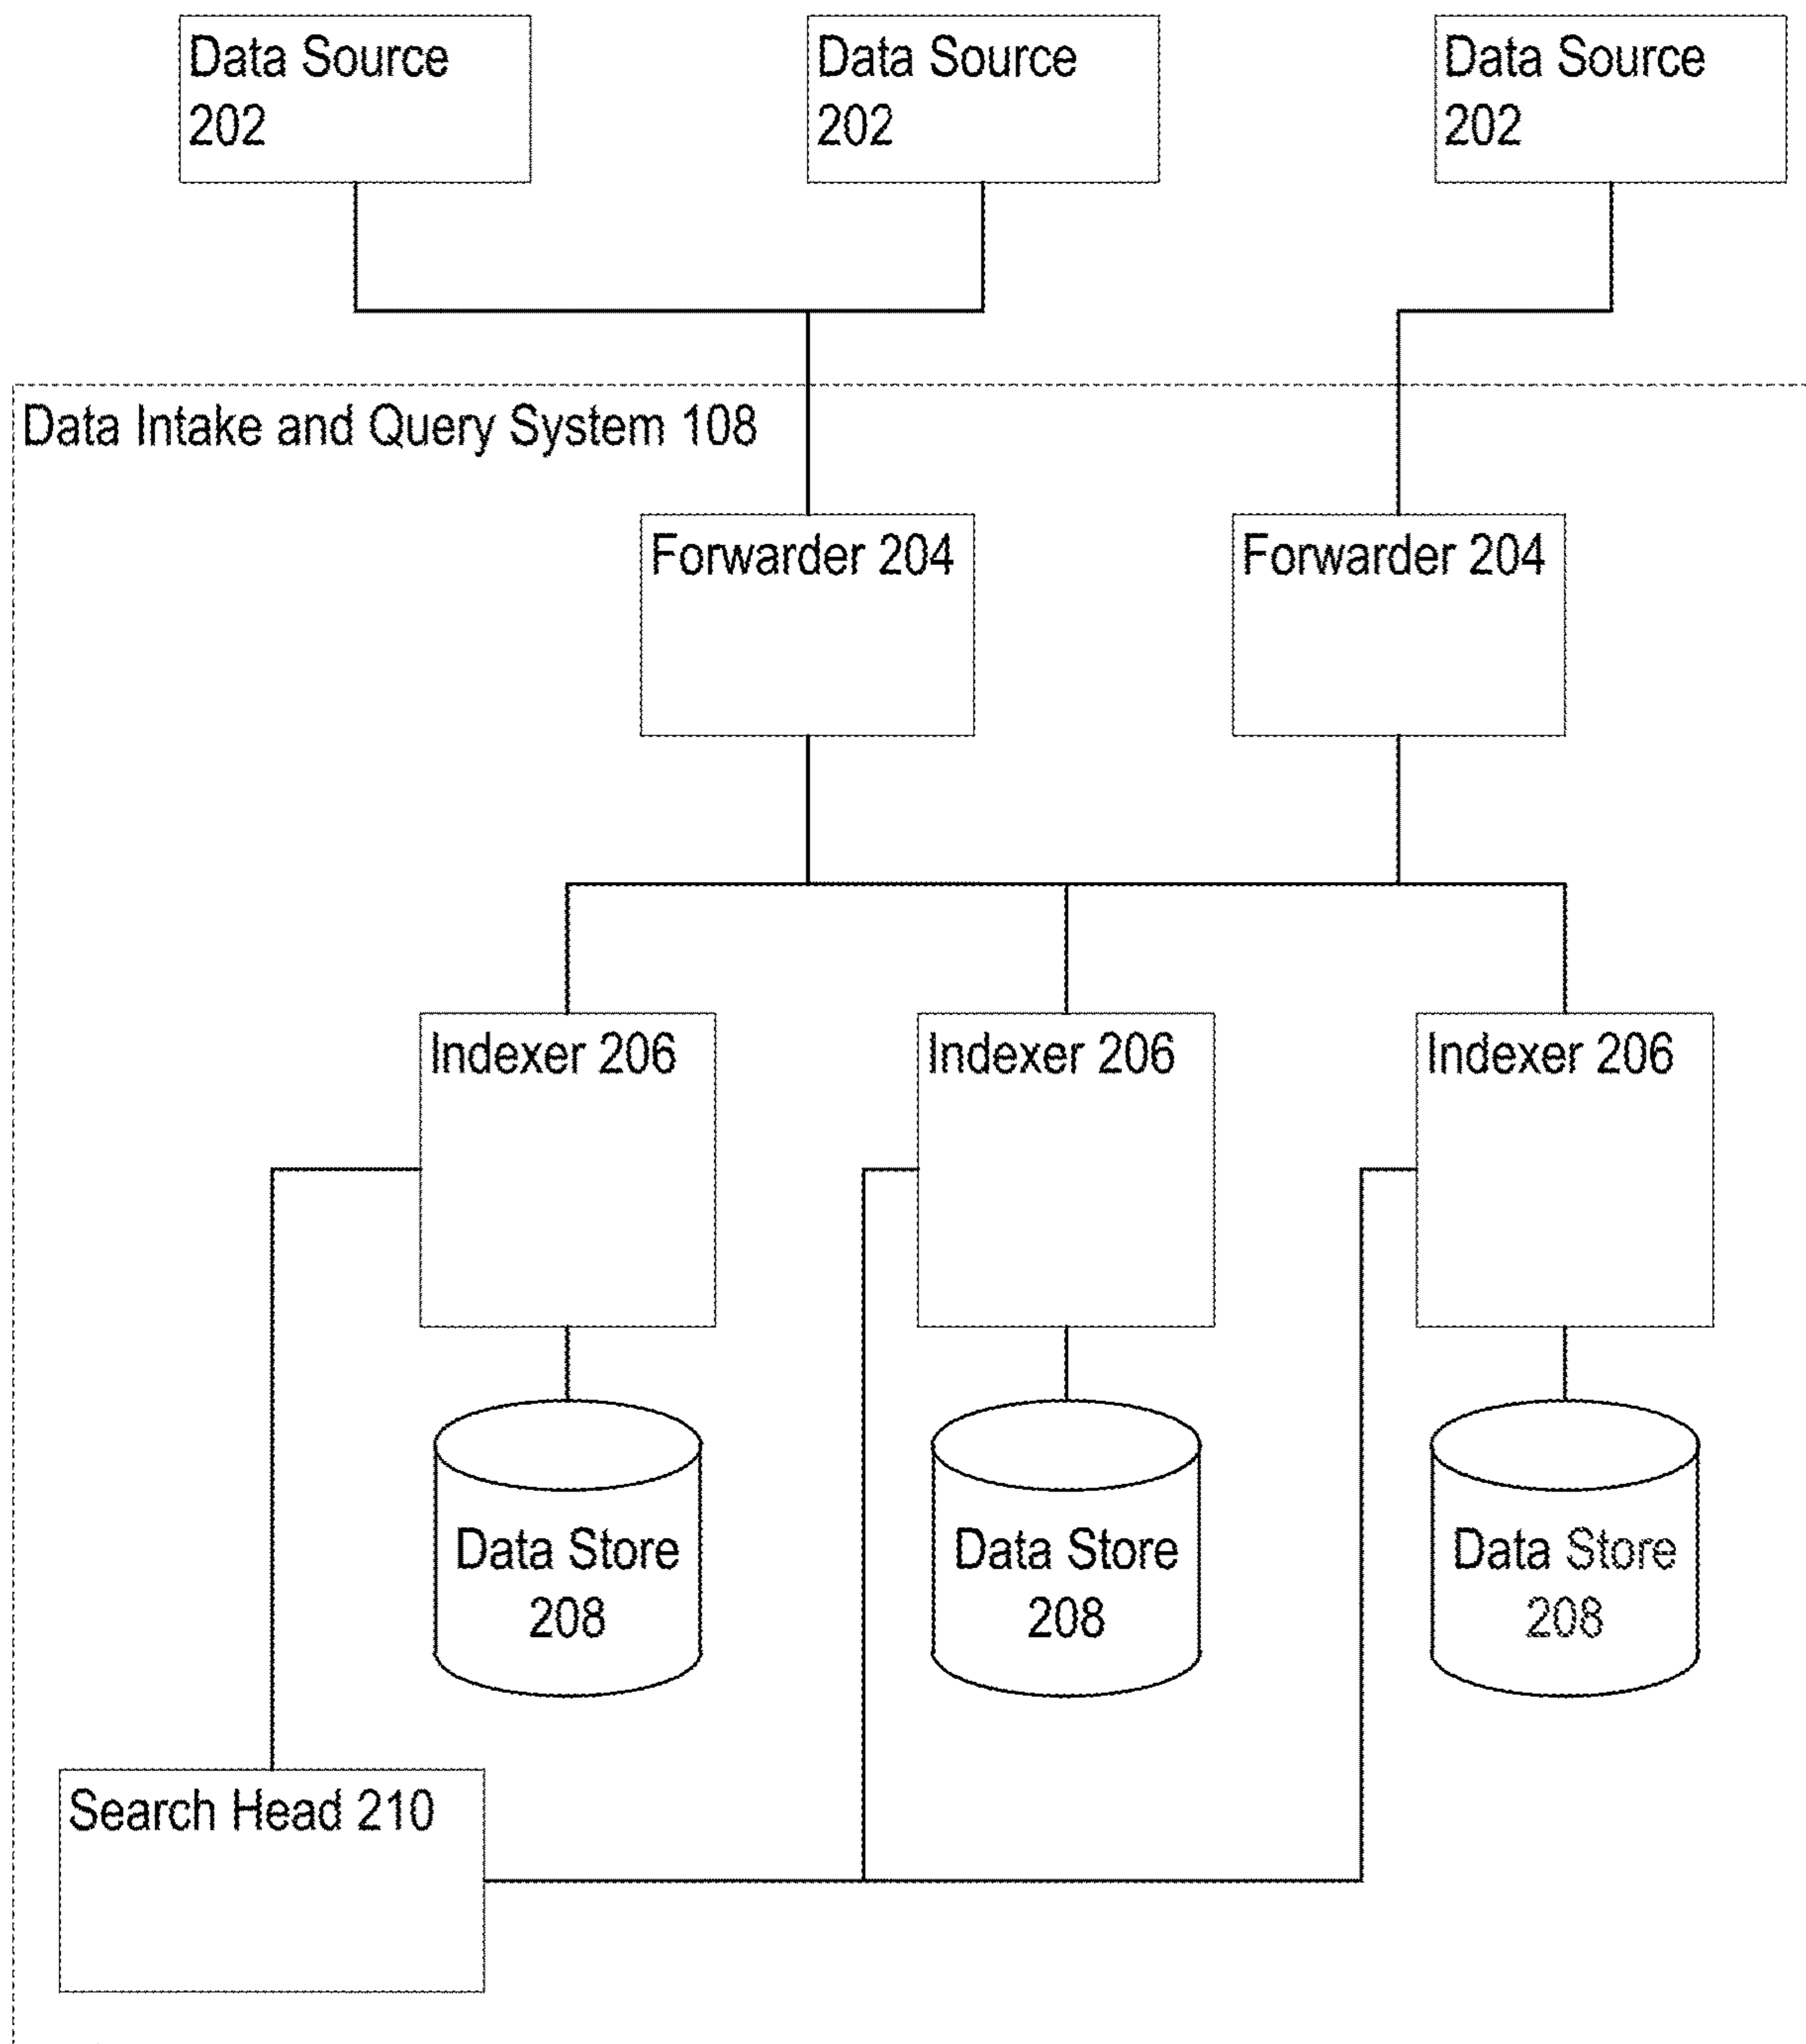 Data Source
202
Data Source
202
Data Source
202
Data Intake and Query System 108
Forwarder 204
Forwarder 204
Indexer 206
Indexer 206
Indexer 206
Data Store
208
Data Store
208
Data Store
208
Search Head 210